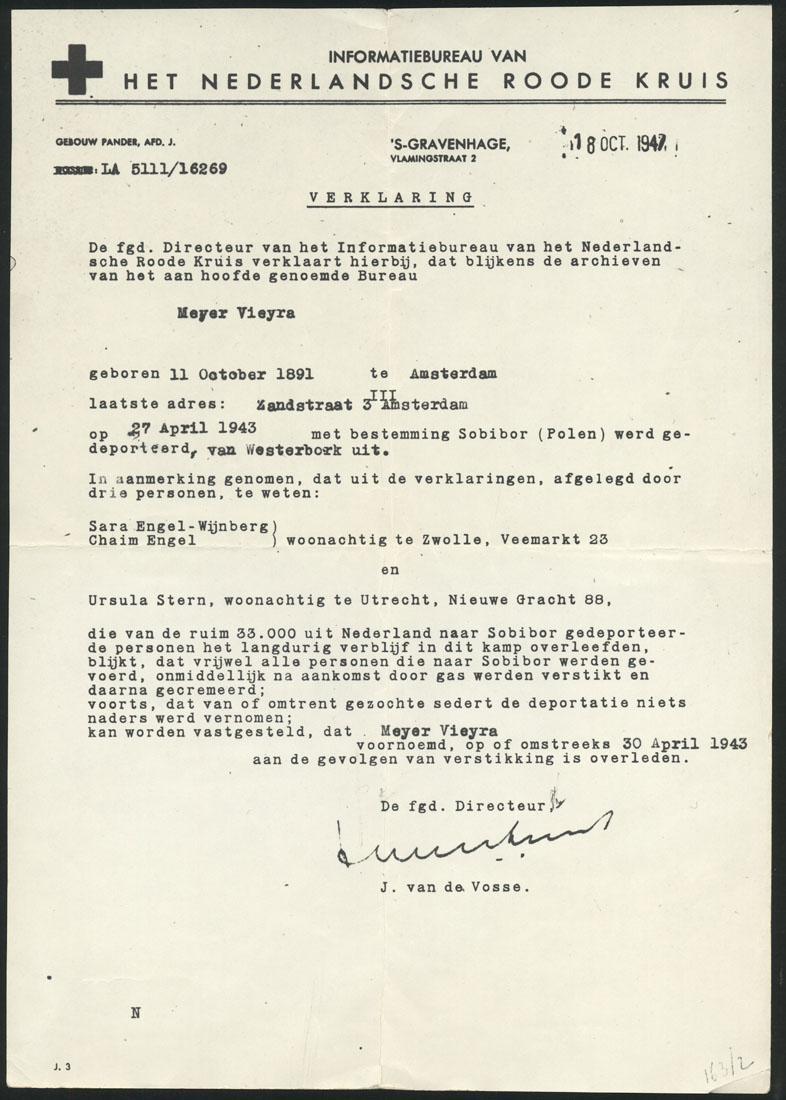 INFORMATIEBUREAU VAN
HET NEDERLANDSCHE ROODE KRUIS
GEBOUW PANDER, AFD. J.
'S-GRAVENHAGE,
VLAMINGSTRAAT 2
18 OCT. 1947
LA 5111/16269
VERKLARING
De fgd. Directeur van het Informatiebureau van het Nederland-
sche Roode Kruis verklaart hierbij, dat blijkens de archieven
van het aan hoofde genoemde Bureau
Meyer Vieyra
geboren 11 October 1891 te Amsterdam
laatste adres: Zandstraat 3 III Amsterdam
op 27 April 1943 met bestemming Sobibor (Polen) werd ge-
deporteerd, van Westerbork uit.
In aanmerking genomen, dat uit de verklaringen, afgelegd door
drie personen, te weten:
Sara Engel-Wijnberg)
Chaim Engel ) woonachtig te Zwolle, Veemarkt 23
en
Ursula Stern, woonachtig te Utrecht, Nieuwe Gracht 88,
die van de ruim 33.000 uit Nederland naar Sobibor gedeporteer-
de personen het langdurig verblijf in dit kamp overleefden,
blijkt, dat vrijwel alle personen die naar Sobibor werden ge-
voerd, onmiddellijk na aankomst door gas werden verstikt en
daarna gecremeerd;
voorts, dat van of omtrent gezochte sedert de deportatie niets
naders werd vernomen;
kan worden vastgesteld, dat Meyer Vieyra
voornoemd, op of omstreeks 30 April 1943
aan de gevolgen van verstikking is overleden.
De fgd. Directeur
J. van de Vosse.
N
J. 3
163/2